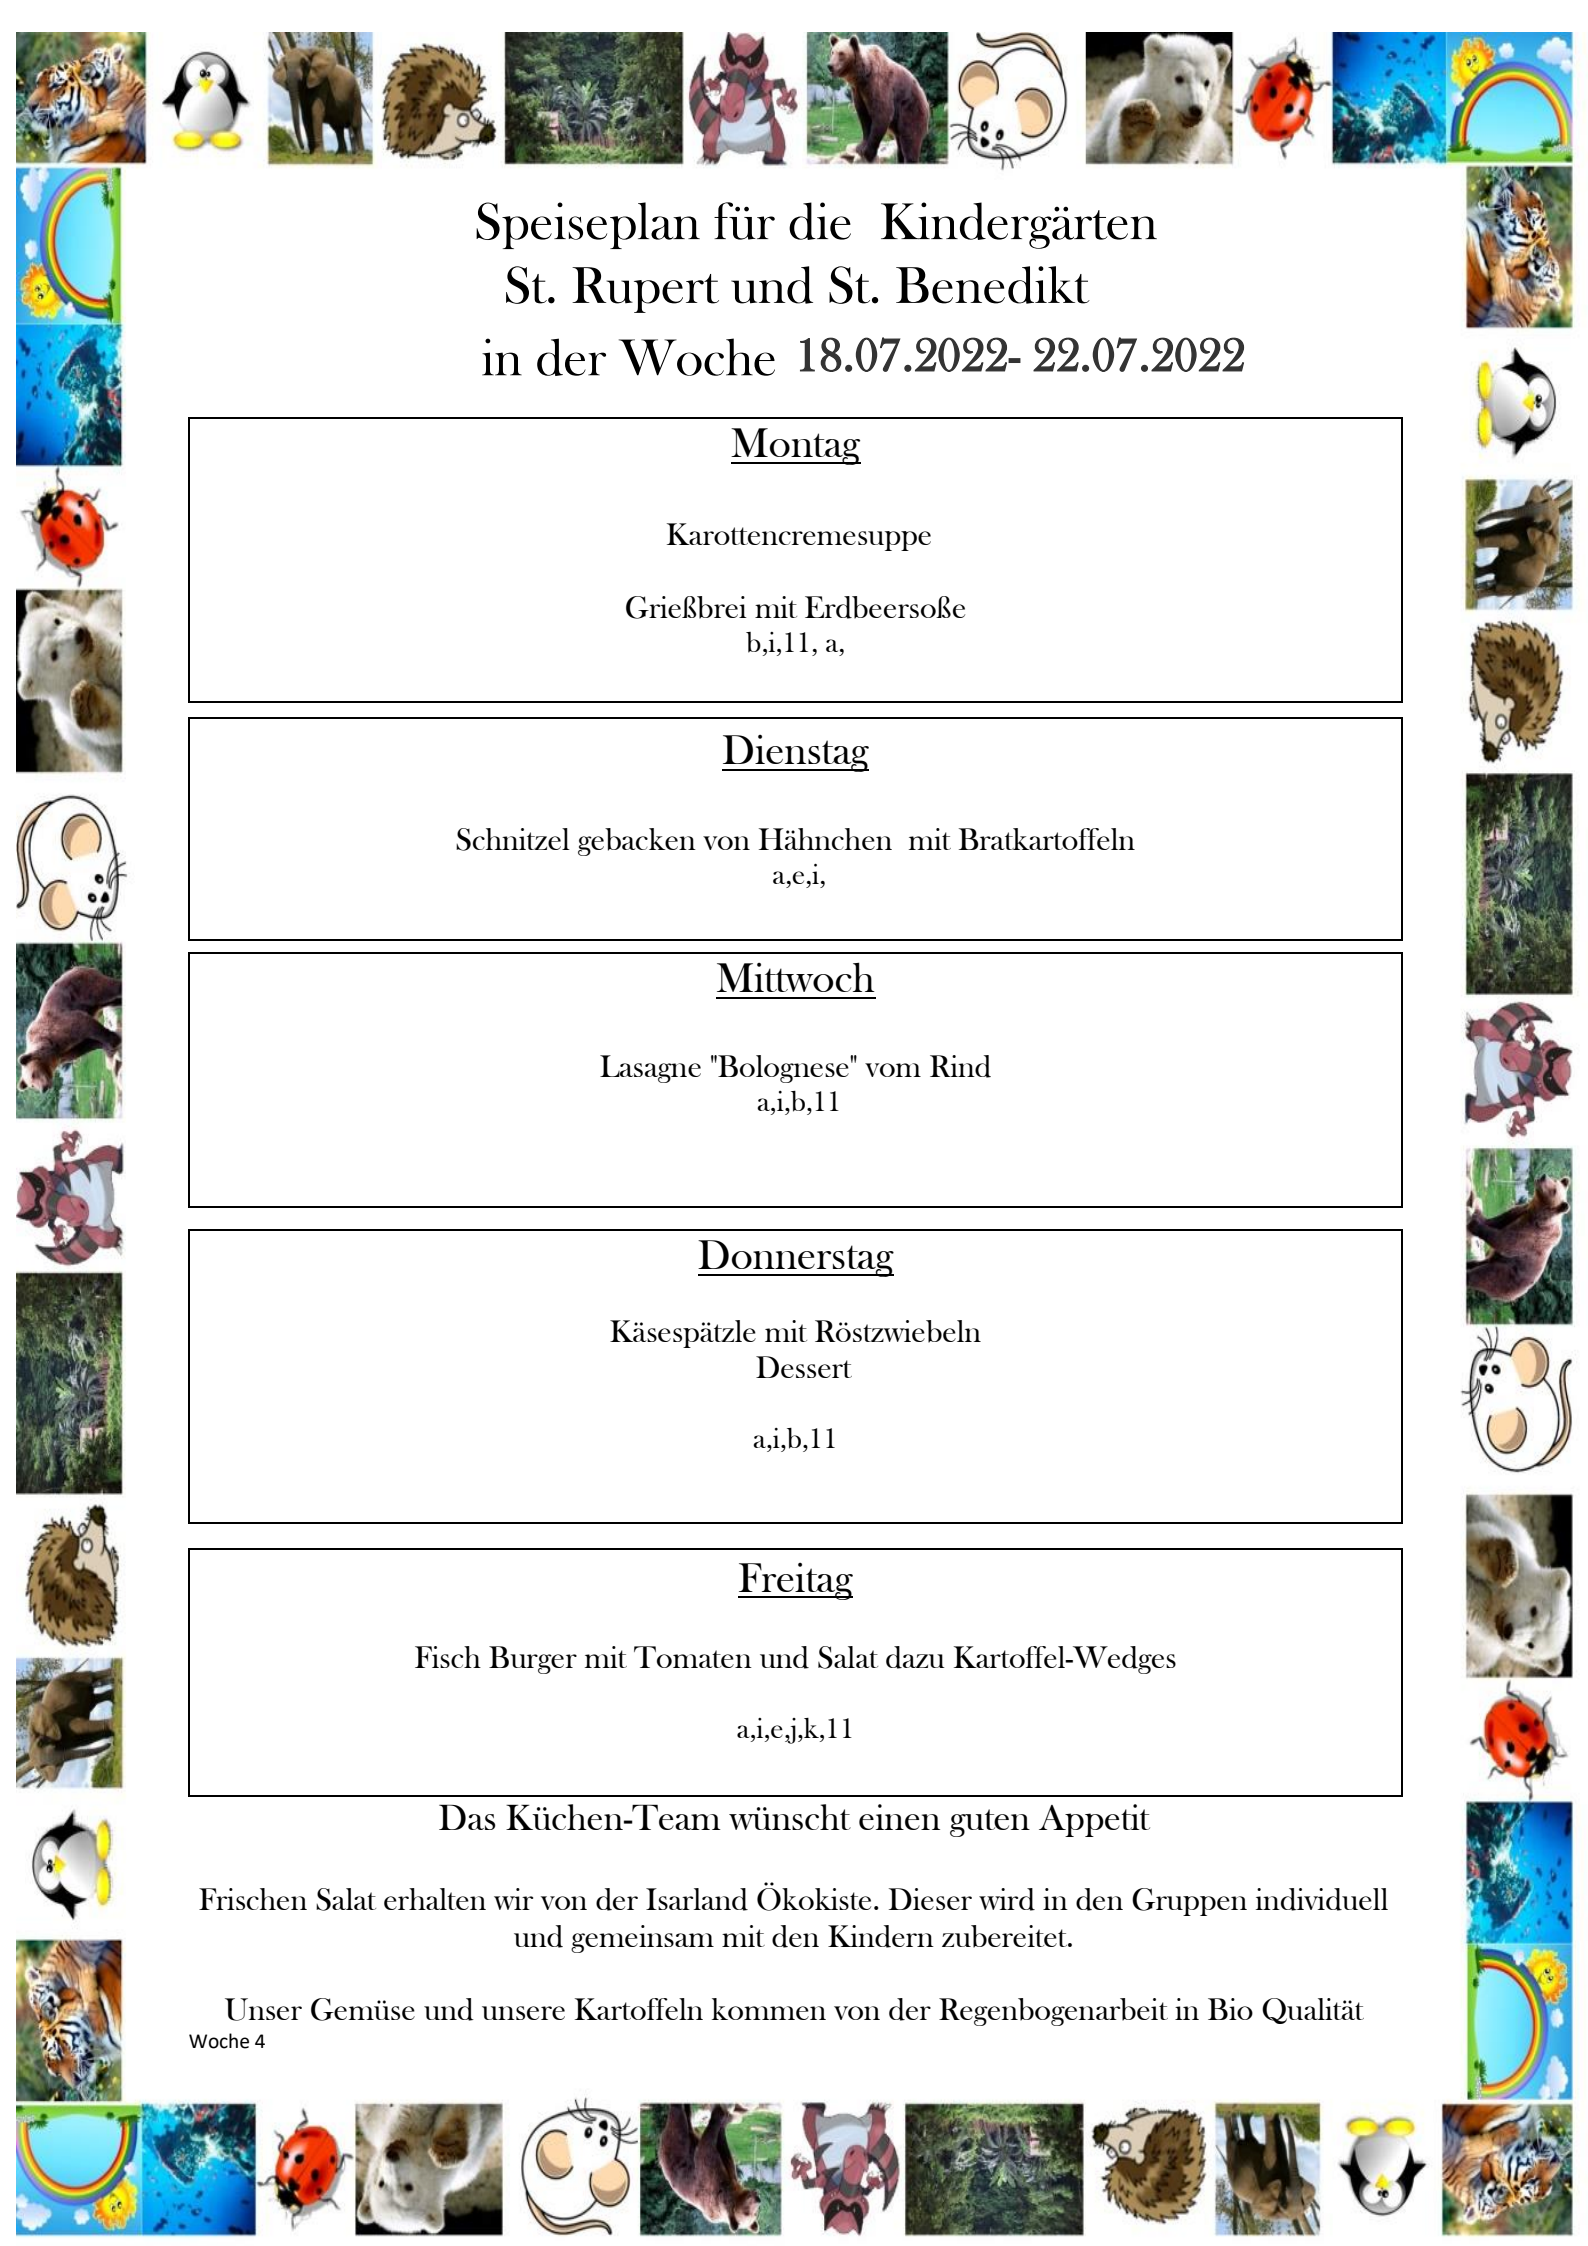 Speiseplan für die Kindergärten
St. Rupert und St. Benedikt
in der Woche 18.07.2022- 22.07.2022
Montag
Karottencremesuppe
Grießbrei mit Erdbeersoße
b,i,11, a,
Dienstag
Schnitzel gebacken von Hähnchen mit Bratkartoffeln
a,e,i,
Mittwoch
Lasagne "Bolognese" vom Rind
a,i,b,11
Donnerstag
Käsespätzle mit Röstzwiebeln
Dessert
a,i,b,11
Freitag
Fisch Burger mit Tomaten und Salat dazu Kartoffel-Wedges
a,i,e,j,k,11
Das Küchen-Team wünscht einen guten Appetit
Frischen Salat erhalten wir von der Isarland Ökokiste. Dieser wird in den Gruppen individuell
und gemeinsam mit den Kindern zubereitet.
Unser Gemüse und unsere Kartoffeln kommen von der Regenbogenarbeit in Bio Qualität
Woche 4